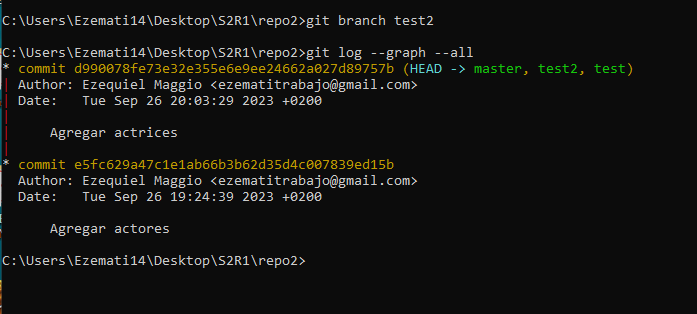 C:\Users\Ezemati14\Desktop\S2R1\repo2>git branch test2
C:\Users\Ezemati14\Desktop\S2R1\repo2>git log --graph --all
* commit d990078fe73e32e355e6e9ee24662a027d89757b (HEAD -> master, test2, test)
| Author: Ezequiel Maggio <ezematitrabajo@gmail.com>
| Date:   Tue Sep 26 20:03:29 2023 +0200
|
|     Agregar actrices
|
* commit e5fc629a47c1e1ab66b3b62d35d4c007839ed15b
  Author: Ezequiel Maggio <ezematitrabajo@gmail.com>
  Date:   Tue Sep 26 19:24:39 2023 +0200
      Agregar actores
C:\Users\Ezemati14\Desktop\S2R1\repo2>